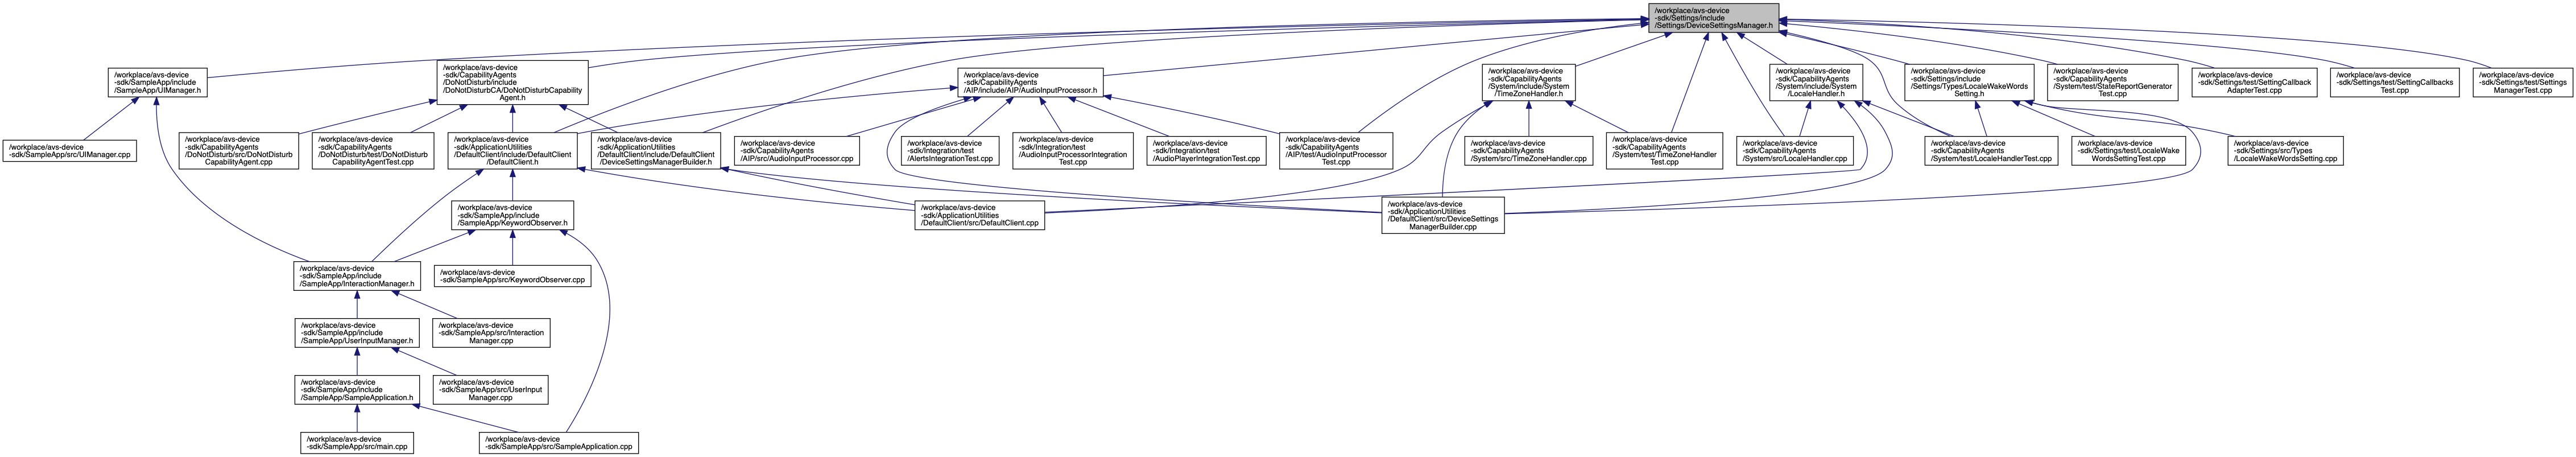 /workplace/avs-device
-sdk/Settings/include
/Settings/DeviceSettingsManager.h
/workplace/avs-device
-sdk/SampleApp/include
/SampleApp/UIManager.h
/workplace/avs-device
-sdk/CapabilityAgents
/DoNotDisturb/include
/DoNotDisturbCA/DoNotDisturbCapability
Agent.h
/workplace/avs-device
-sdk/CapabilityAgents
/AIP/include/AIP/AudioInputProcessor.h
/workplace/avs-device
-sdk/CapabilityAgents
/System/include/System
/TimeZoneHandler.h
/workplace/avs-device
-sdk/CapabilityAgents
/System/include/System
/LocaleHandler.h
/workplace/avs-device
-sdk/Settings/include
/Settings/Types/LocaleWakeWords
Setting.h
/workplace/avs-device
-sdk/CapabilityAgents
/System/test/StateReportGenerator
Test.cpp
/workplace/avs-device
-sdk/Settings/test/SettingCallback
AdapterTest.cpp
/workplace/avs-device
-sdk/Settings/test/SettingCallbacks
Test.cpp
/workplace/avs-device
-sdk/Settings/test/Settings
ManagerTest.cpp
/workplace/avs-device
-sdk/SampleApp/src/UIManager.cpp
/workplace/avs-device
-sdk/CapabilityAgents
/DoNotDisturb/src/DoNotDisturb
CapabilityAgent.cpp
/workplace/avs-device
-sdk/CapabilityAgents
/DoNotDisturb/test/DoNotDisturb
CapabilityAgentTest.cpp
/workplace/avs-device
-sdk/ApplicationUtilities
/DefaultClient/include/DefaultClient
/DefaultClient.h
/workplace/avs-device
-sdk/ApplicationUtilities
/DefaultClient/include/DefaultClient
/DeviceSettingsManagerBuilder.h
/workplace/avs-device
-sdk/CapabilityAgents
/AIP/src/AudioInputProcessor.cpp
/workplace/avs-device
-sdk/Integration/test
/AlertsIntegrationTest.cpp
/workplace/avs-device
-sdk/Integration/test
/AudioInputProcessorIntegration
Test.cpp
/workplace/avs-device
-sdk/Integration/test
/AudioPlayerIntegrationTest.cpp
/workplace/avs-device
-sdk/CapabilityAgents
/AIP/test/AudioInputProcessor
Test.cpp
/workplace/avs-device
-sdk/CapabilityAgents
/System/src/TimeZoneHandler.cpp
/workplace/avs-device
-sdk/CapabilityAgents
/System/test/TimeZoneHandler
Test.cpp
/workplace/avs-device
-sdk/CapabilityAgents
/System/src/LocaleHandler.cpp
/workplace/avs-device
-sdk/CapabilityAgents
/System/test/LocaleHandlerTest.cpp
/workplace/avs-device
-sdk/Settings/test/LocaleWake
WordsSettingTest.cpp
/workplace/avs-device
-sdk/Settings/src/Types
/LocaleWakeWordsSetting.cpp
/workplace/avs-device
-sdk/SampleApp/include
/SampleApp/KeywordObserver.h
/workplace/avs-device
-sdk/ApplicationUtilities
/DefaultClient/src/DefaultClient.cpp
/workplace/avs-device
-sdk/ApplicationUtilities
/DefaultClient/src/DeviceSettings
ManagerBuilder.cpp
/workplace/avs-device
-sdk/SampleApp/include
/SampleApp/InteractionManager.h
/workplace/avs-device
-sdk/SampleApp/src/KeywordObserver.cpp
/workplace/avs-device
-sdk/SampleApp/include
/SampleApp/UserInputManager.h
/workplace/avs-device
-sdk/SampleApp/src/Interaction
Manager.cpp
/workplace/avs-device
-sdk/SampleApp/include
/SampleApp/SampleApplication.h
/workplace/avs-device
-sdk/SampleApp/src/UserInput
Manager.cpp
/workplace/avs-device
-sdk/SampleApp/src/main.cpp
/workplace/avs-device
-sdk/SampleApp/src/SampleApplication.cpp